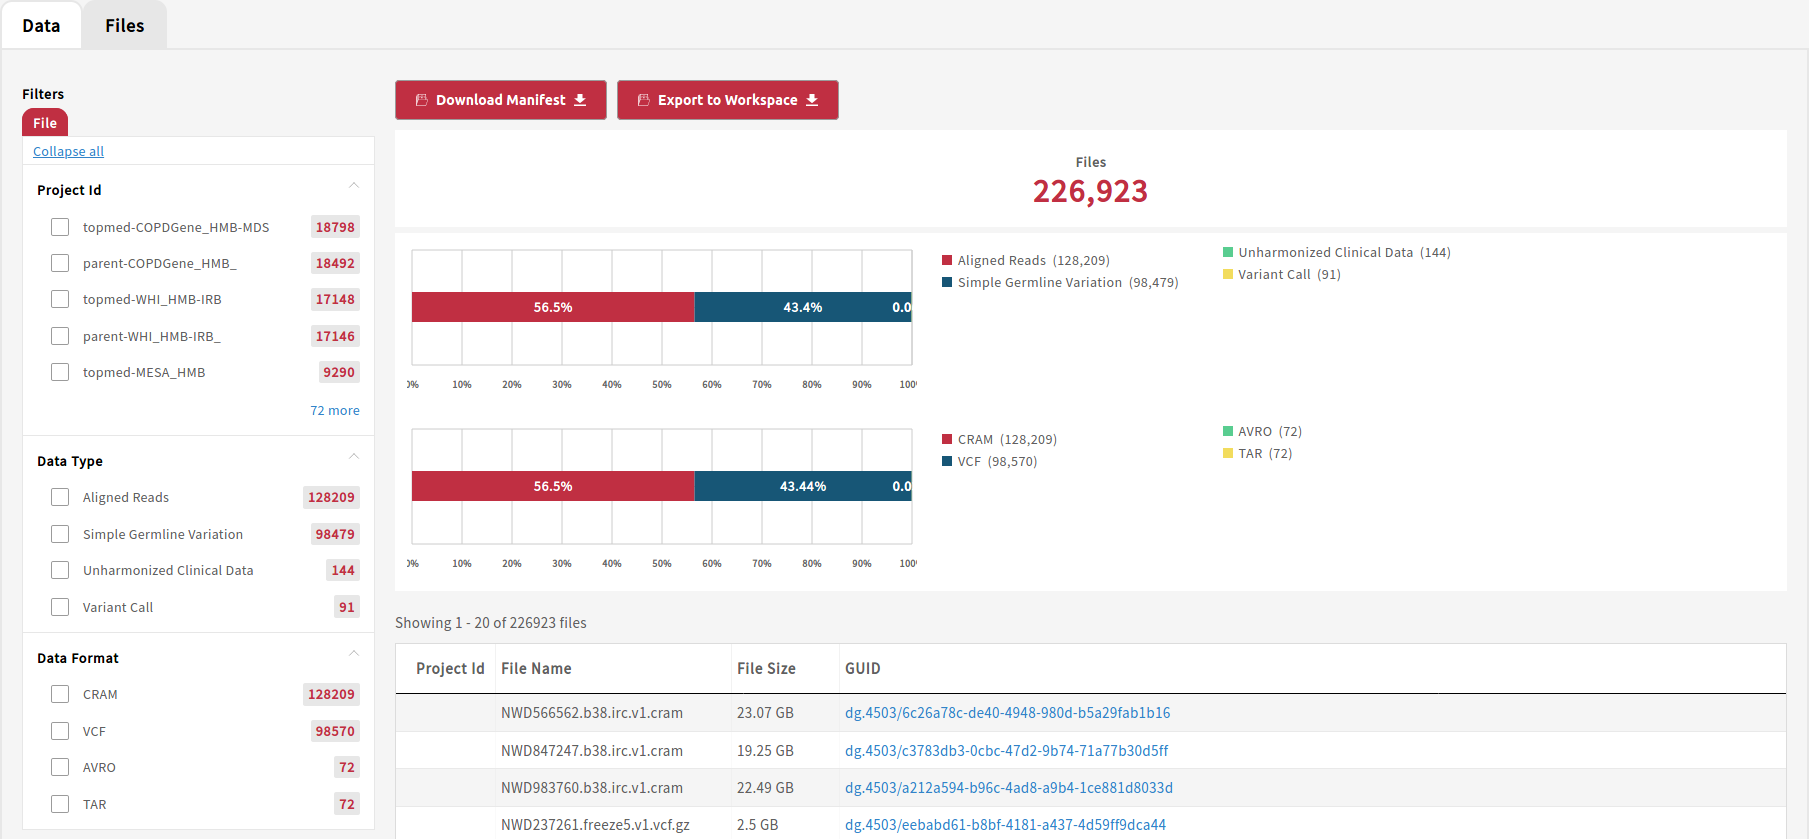 Data
Files
Filters
File
Collapse all
Project Id
topmed-COPDGene_HMB-MDS 18798
parent-COPDGene_HMB_ 18492
topmed-WHI_HMB-IRB 17148
parent-WHI_HMB-IRB_ 17146
topmed-MESA_HMB 9290
72 more
Data Type
Aligned Reads 128209
Simple Germline Variation 98479
Unharmonized Clinical Data 144
Variant Call 91
Data Format
CRAM 128209
VCF 98570
AVRO 72
TAR 72
Download Manifest
Export to Workspace
Files
226,923
56.5% 43.4% 0.0
0% 10% 20% 30% 40% 50% 60% 70% 80% 90% 100%
Aligned Reads (128,209)
Simple Germline Variation (98,479)
Unharmonized Clinical Data (144)
Variant Call (91)
56.5% 43.44% 0.0
0% 10% 20% 30% 40% 50% 60% 70% 80% 90% 100%
CRAM (128,209)
VCF (98,570)
AVRO (72)
TAR (72)
Showing 1 - 20 of 226923 files
Project Id File Name File Size GUID
NWD566562.b38.irc.v1.cram 23.07 GB dg.4503/6c26a78c-de40-4948-980d-b5a29fab1b16
NWD847247.b38.irc.v1.cram 19.25 GB dg.4503/c3783db3-0cbc-47d2-9b74-71a77b30d5ff
NWD983760.b38.irc.v1.cram 22.49 GB dg.4503/a212a594-b96c-4ad8-a9b4-1ce881d8033d
NWD237261.freeze5.v1.vcf.gz 2.5 GB dg.4503/eebabd61-b8bf-4181-a437-4d59ff9dca44